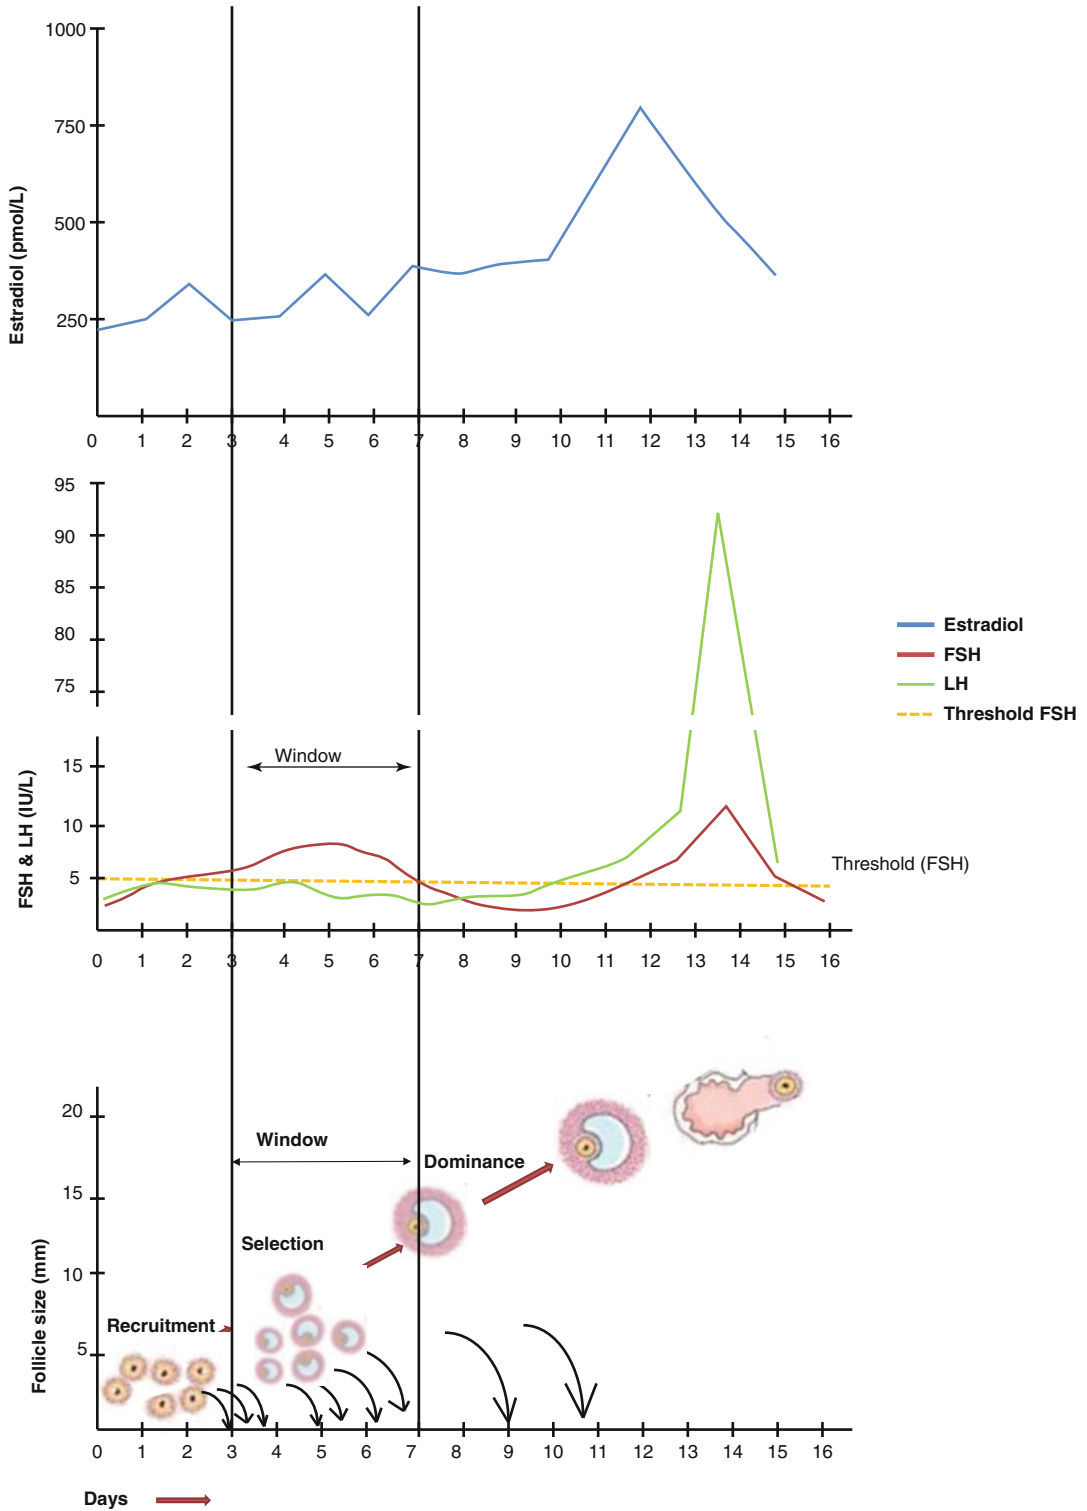 1000
750
500
250
Estradiol (pmol/L)
0 1 2 3 4 5 6 7 8 9 10 11 12 13 14 15 16
95
90
85
80
75
15
10
5
FSH & LH (IU/L)
Window
Threshold (FSH)
0 1 2 3 4 5 6 7 8 9 10 11 12 13 14 15 16
Estradiol
FSH
LH
Threshold FSH
20
15
10
5
Follicle size (mm)
Window
Dominance
Selection
Recruitment
0 1 2 3 4 5 6 7 8 9 10 11 12 13 14 15 16
Days